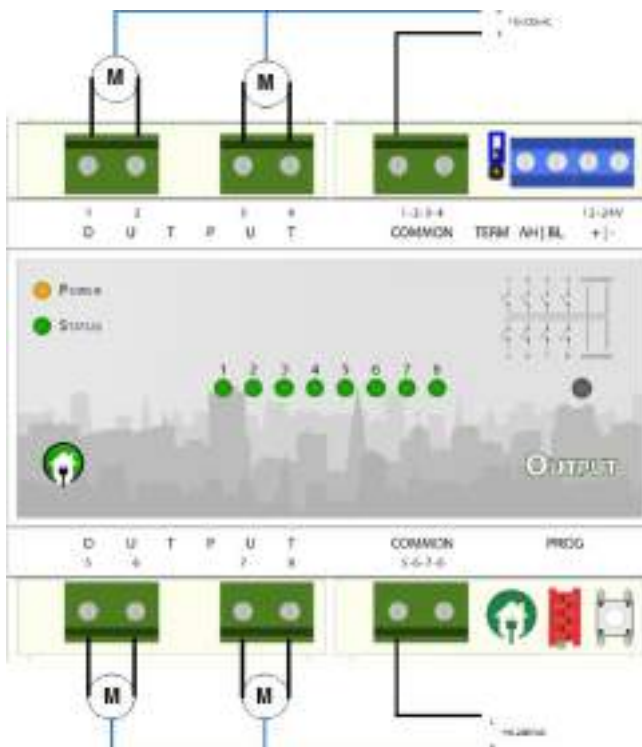 M
M
1 2 3 4
O U T P U T
1-2-3-4
COMMON
TERM AH|BL
12-24V
+|-
POWER
STATUS
1 2 3 4 5 6 7 8
OUTPUT
O U T P U T
5 6 7 8
COMMON
5-6-7-8
PROG
M
M